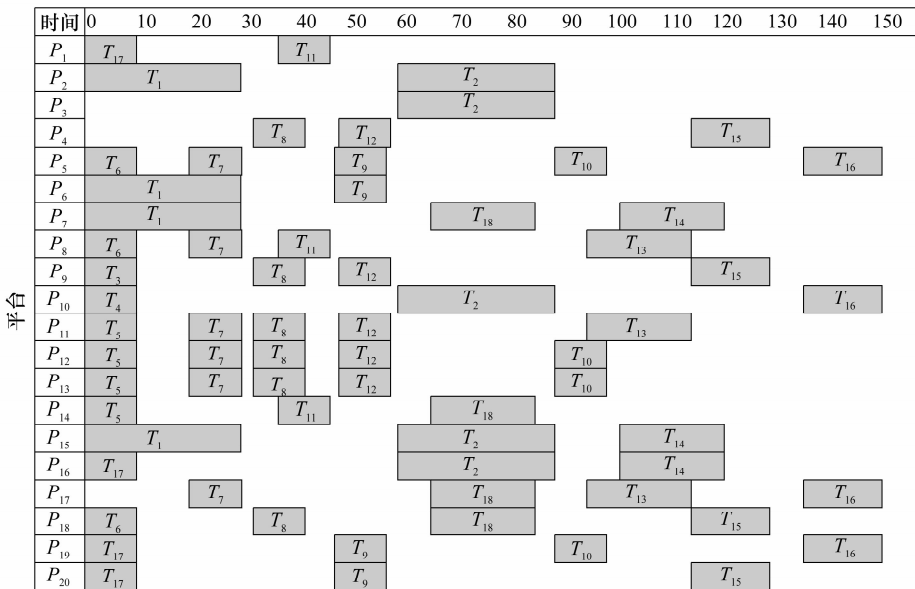 时间 0 10 20 30 40 50 60 70 80 90 100 110 120 130 140 150
平台
P₁ T₁₇ T₁₁
P₂ T₁ T₂
P₃ T₂
P₄ T₈ T₁₂ T₁₅
P₅ T₆ T₇ T₉ T₁₀ T₁₆
P₆ T₁ T₉
P₇ T₁ T₁₈ T₁₄
P₈ T₆ T₇ T₁₁ T₁₃
P₉ T₃ T₈ T₁₂ T₁₅
P₁₀ T₄ T₂ T₁₆
P₁₁ T₅ T₇ T₈ T₁₂ T₁₃
P₁₂ T₅ T₇ T₈ T₁₂ T₁₀
P₁₃ T₅ T₇ T₈ T₁₂ T₁₀
P₁₄ T₅ T₁₁ T₁₈
P₁₅ T₁ T₂ T₁₄
P₁₆ T₁₇ T₂ T₁₄
P₁₇ T₇ T₁₈ T₁₃ T₁₆
P₁₈ T₆ T₈ T₁₈ T₁₅
P₁₉ T₁₇ T₉ T₁₀ T₁₆
P₂₀ T₁₇ T₉ T₁₅